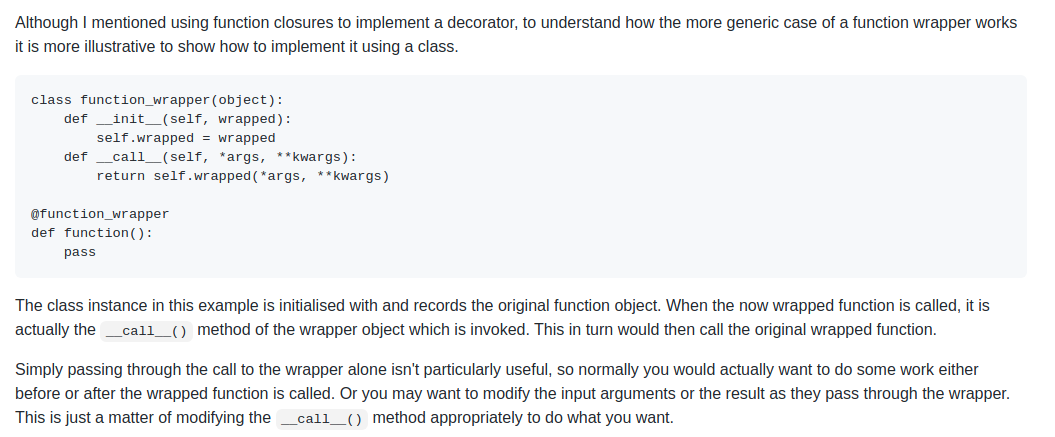 Although I mentioned using function closures to implement a decorator, to understand how the more generic case of a function wrapper works
it is more illustrative to show how to implement it using a class.
class function_wrapper(object):
    def __init__(self, wrapped):
        self.wrapped = wrapped
    def __call__(self, *args, **kwargs):
        return self.wrapped(*args, **kwargs)

@function_wrapper
def function():
    pass
The class instance in this example is initialised with and records the original function object. When the now wrapped function is called, it is
actually the __call__() method of the wrapper object which is invoked. This in turn would then call the original wrapped function.
Simply passing through the call to the wrapper alone isn't particularly useful, so normally you would actually want to do some work either
before or after the wrapped function is called. Or you may want to modify the input arguments or the result as they pass through the wrapper.
This is just a matter of modifying the __call__() method appropriately to do what you want.